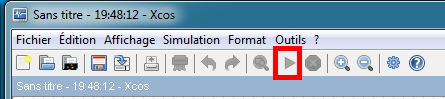 Sans titre - 19:48:12 - Xcos
Fichier Édition Affichage Simulation Format Outils ?
Sans titre - 19:48:12 - Xcos